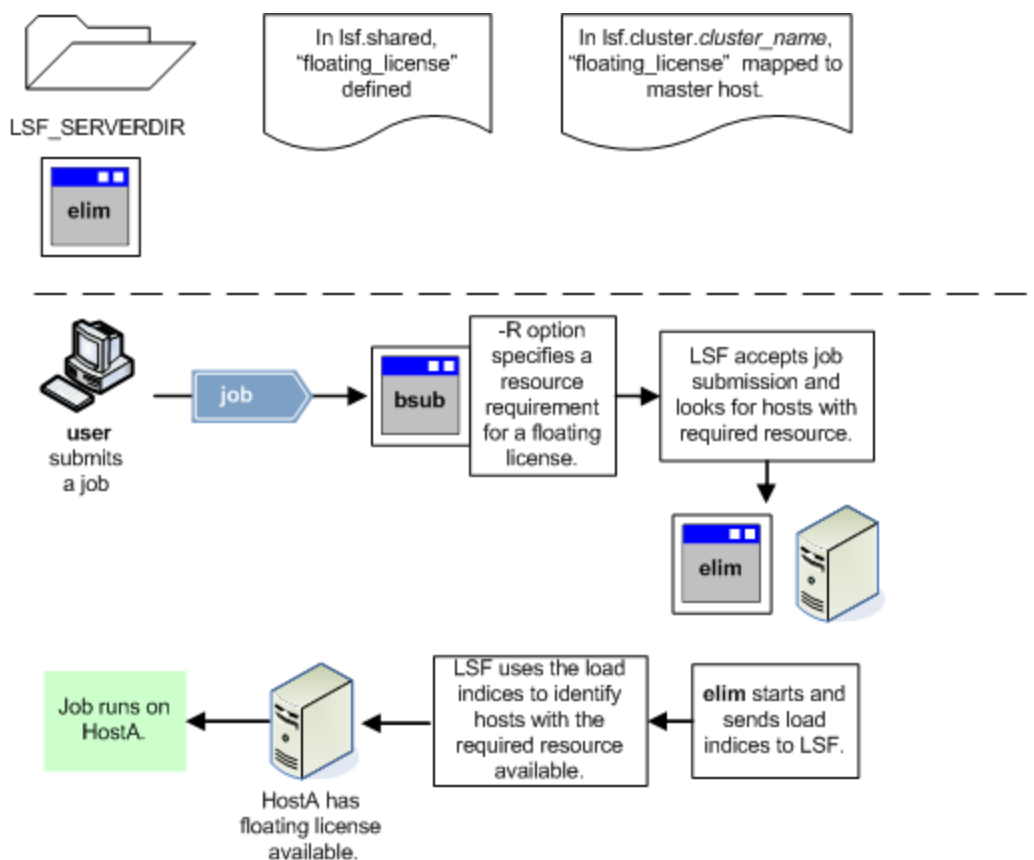 LSF_SERVERDIR
elim
In lsf.shared,
“floating_license”
defined
In lsf.cluster.cluster_name,
“floating_license” mapped to
master host.
user
submits
a job
job
bsub
-R option
specifies a
resource
requirement
for a floating
license.
LSF accepts job
submission and
looks for hosts with
required resource.
elim
elim starts and
sends load
indices to LSF.
LSF uses the load
indices to identify
hosts with the
required resource
available.
HostA has
floating license
available.
Job runs on
HostA.